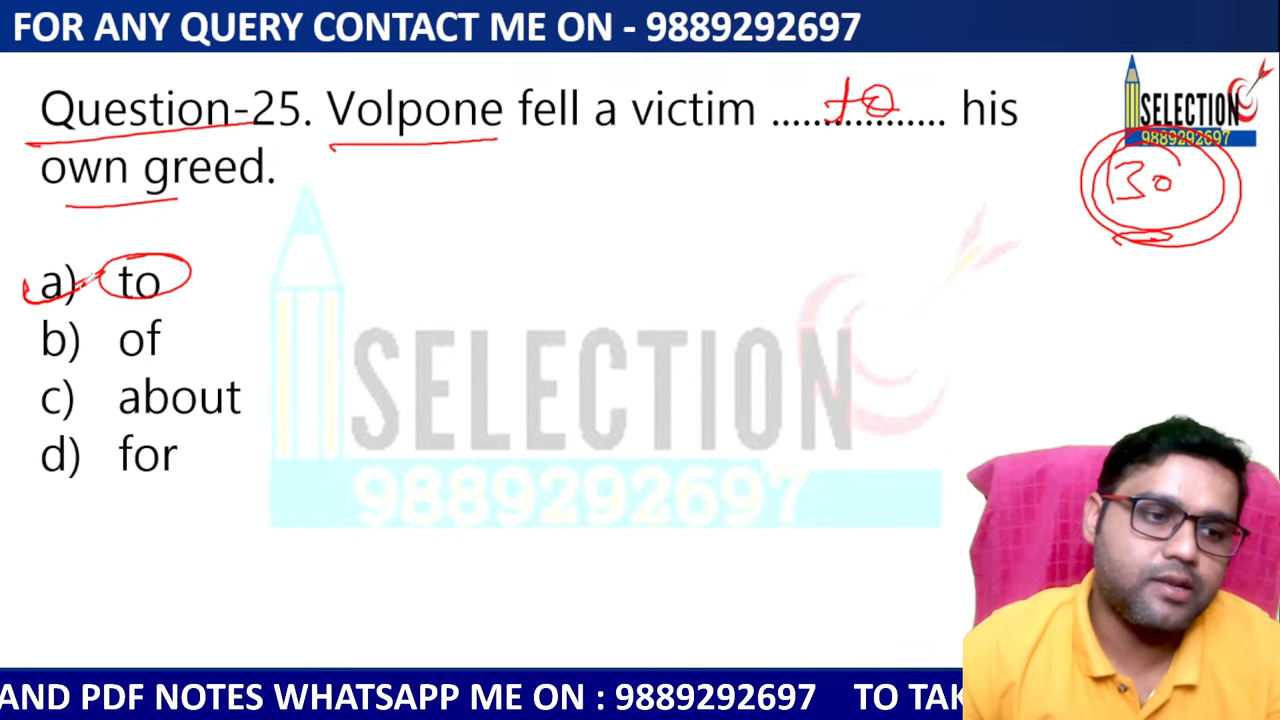 FOR ANY QUERY CONTACT ME ON - 9889292697
Question-25. Volpone fell a victim ................. his
to
own greed.
SELECTION
9889292697
30
a) to
b) of
c) about
d) for
SELECTION
9889292697
AND PDF NOTES WHATSAPP ME ON : 9889292697 TO TAK